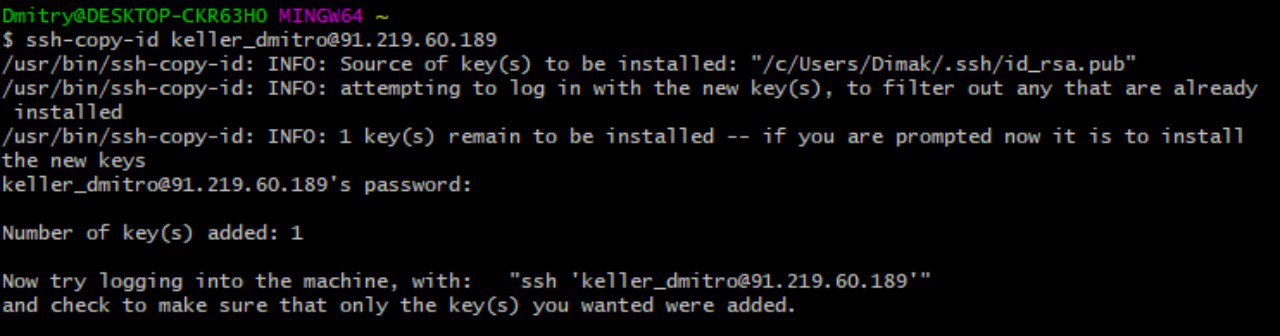 Dmitry@DESKTOP-CKR63HO MINGW64 ~
$ ssh-copy-id keller_dmitro@91.219.60.189
/usr/bin/ssh-copy-id: INFO: Source of key(s) to be installed: "/c/Users/Dimak/.ssh/id_rsa.pub"
/usr/bin/ssh-copy-id: INFO: attempting to log in with the new key(s), to filter out any that are already
 installed
/usr/bin/ssh-copy-id: INFO: 1 key(s) remain to be installed -- if you are prompted now it is to install
the new keys
keller_dmitro@91.219.60.189's password:
Number of key(s) added: 1
Now try logging into the machine, with:   "ssh 'keller_dmitro@91.219.60.189'"
and check to make sure that only the key(s) you wanted were added.